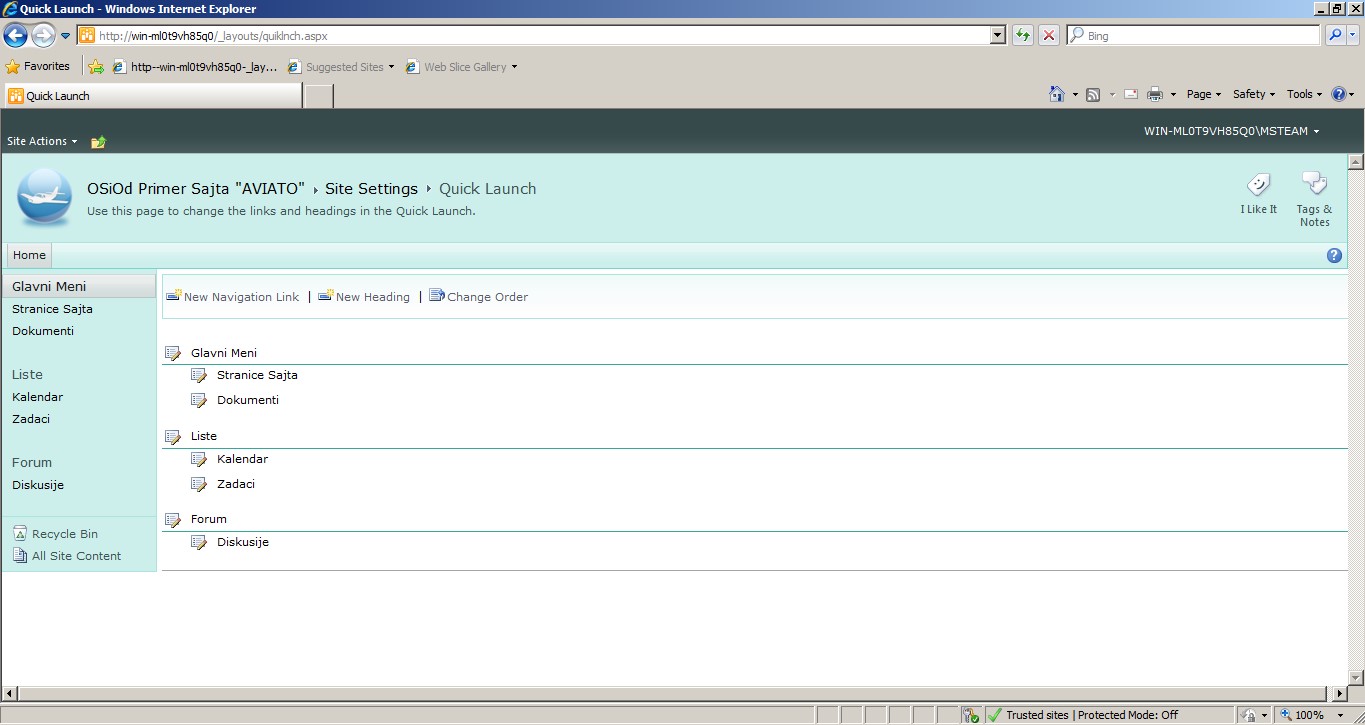 Quick Launch - Windows Internet Explorer
http://win-ml0t9vh85q0/_layouts/quiklnch.aspx
Bing
Favorites
http--win-ml0t9vh85q0-_lay...
Suggested Sites
Web Slice Gallery
Quick Launch
Page
Safety
Tools
Site Actions
WIN-ML0T9VH85Q0\MSTEAM
OSiOd Primer Sajta "AVIATO" Site Settings Quick Launch
Use this page to change the links and headings in the Quick Launch.
I Like It
Tags &
Notes
Home
Glavni Meni
Stranice Sajta
Dokumenti
Liste
Kalendar
Zadaci
Forum
Diskusije
Recycle Bin
All Site Content
New Navigation Link | New Heading | Change Order
Glavni Meni
Stranice Sajta
Dokumenti
Liste
Kalendar
Zadaci
Forum
Diskusije
Trusted sites | Protected Mode: Off
100%